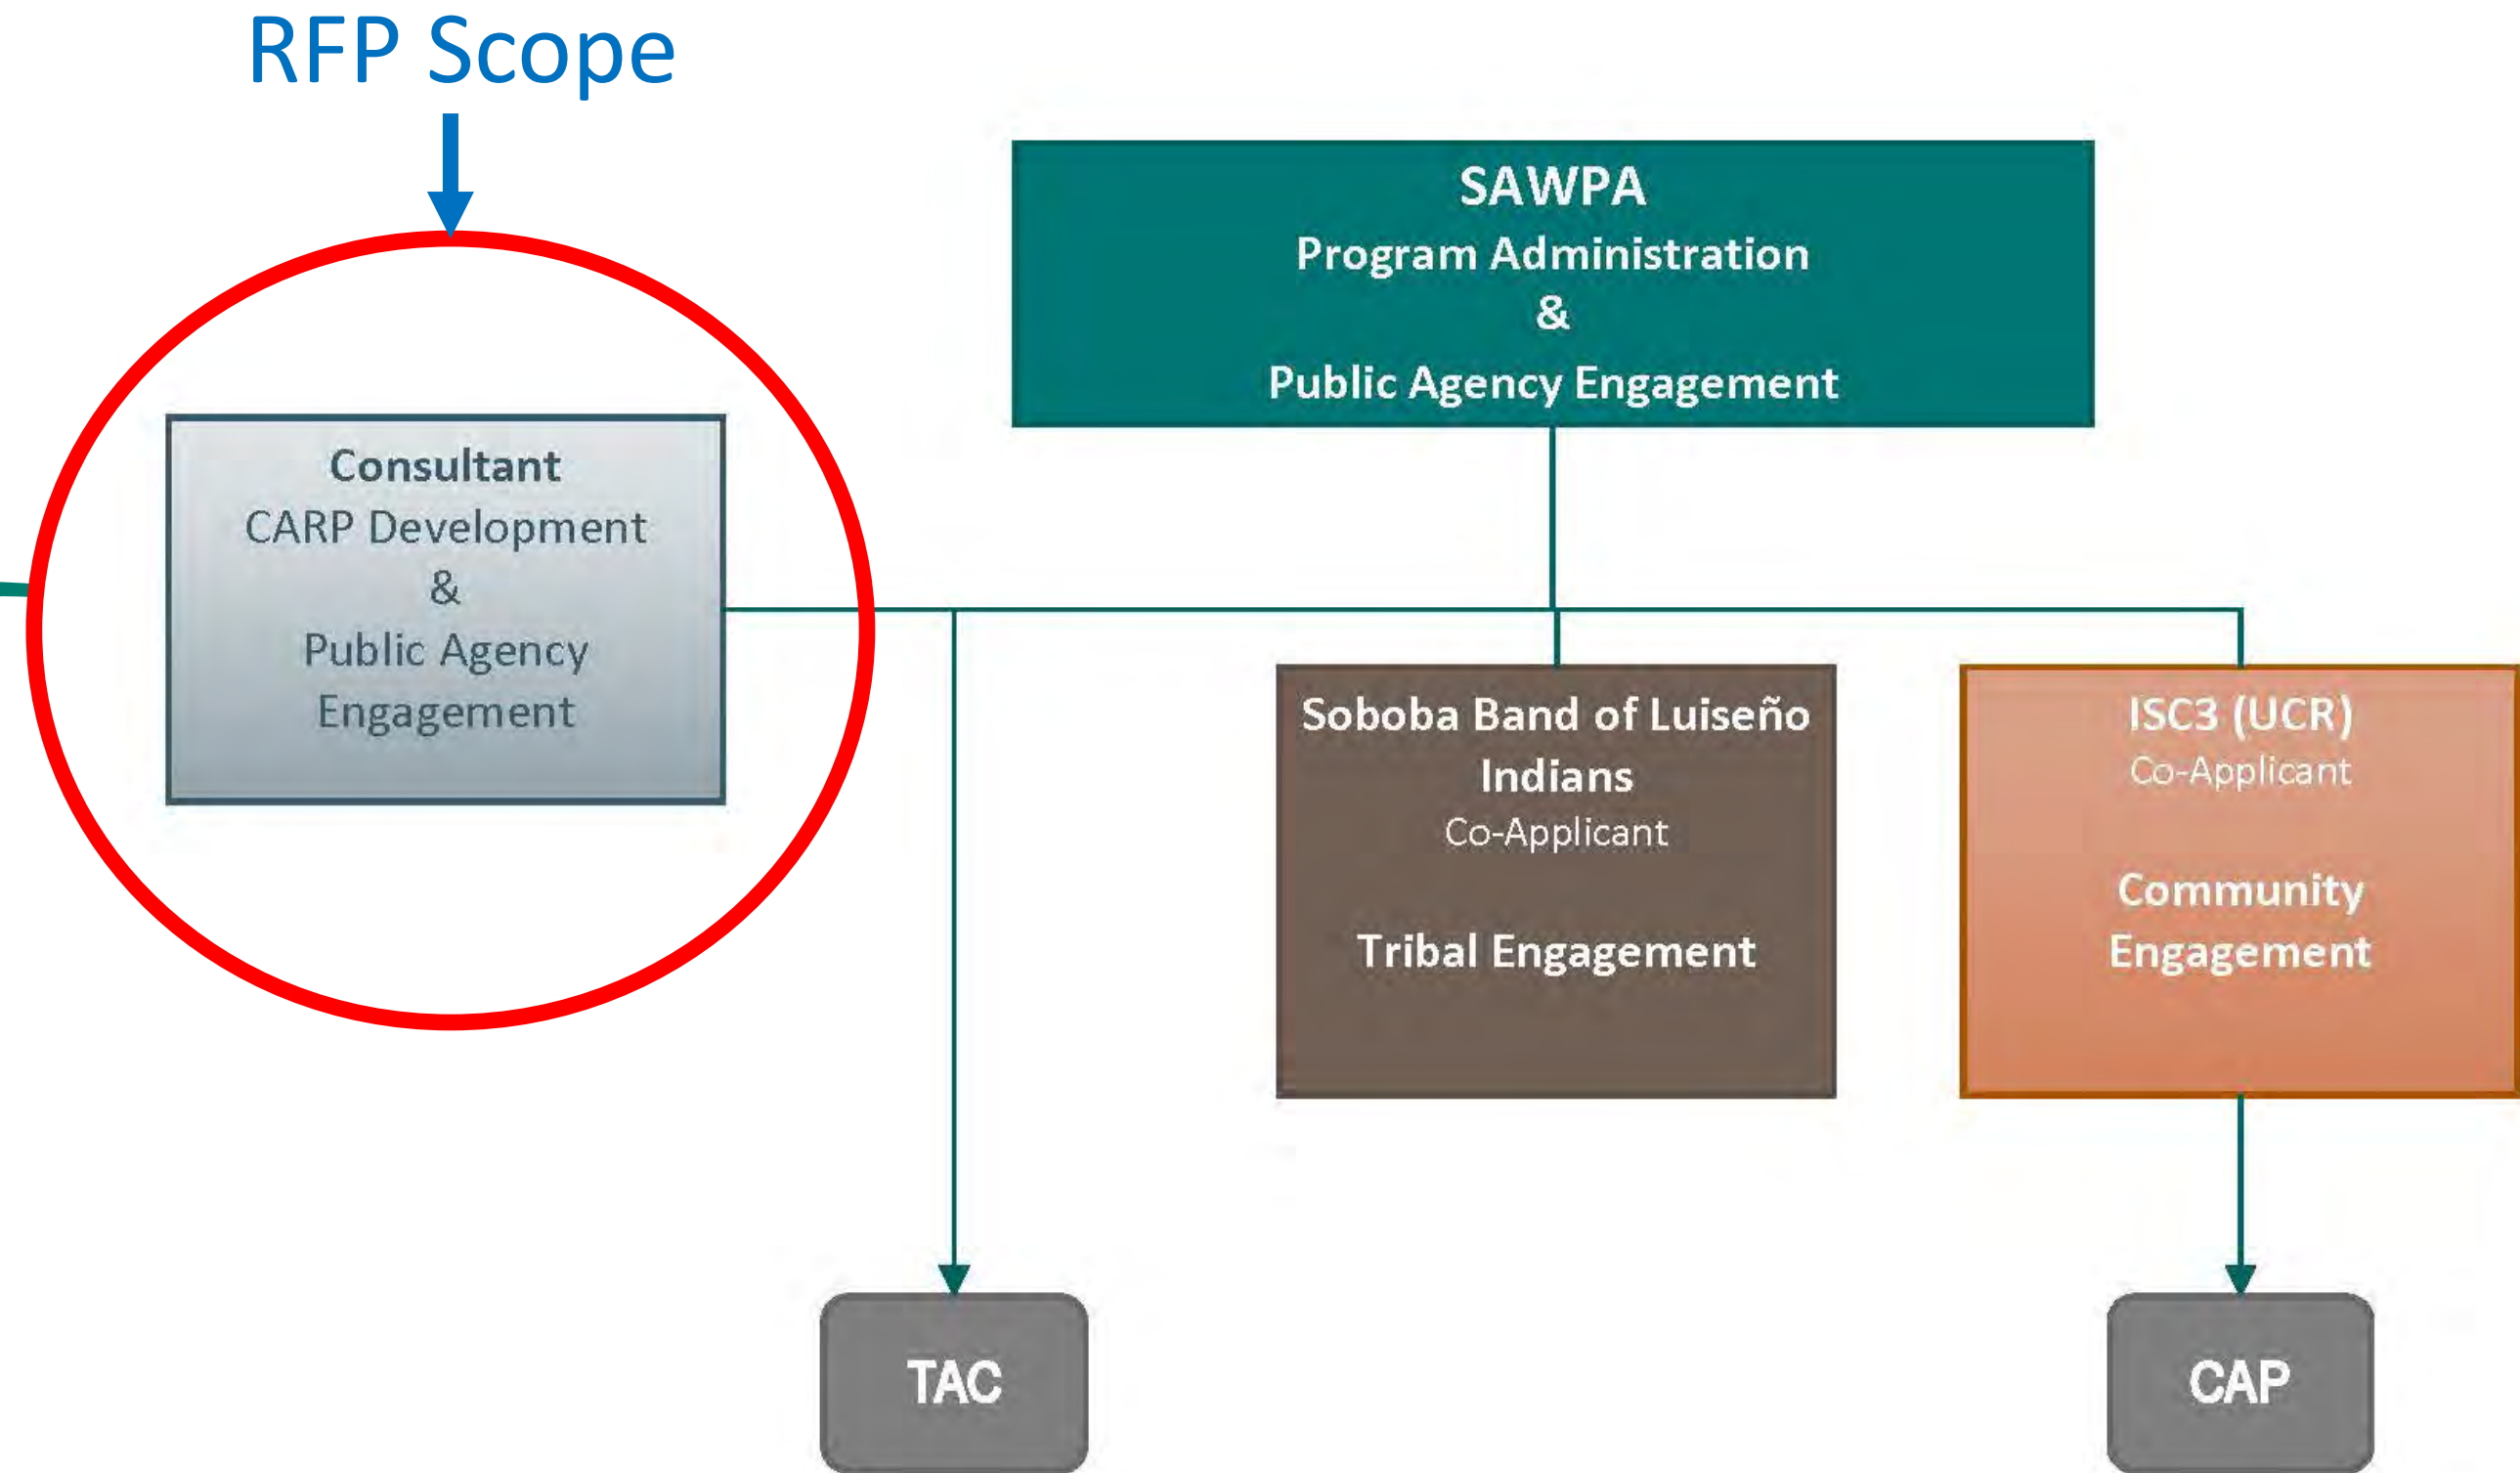 RFP Scope
SAWPA
Program Administration
&
Public Agency Engagement
Consultant
CARP Development
&
Public Agency
Engagement
Soboba Band of Luiseño
Indians
Co-Applicant
Tribal Engagement
ISC3 (UCR)
Co-Applicant
Community
Engagement
TAC
CAP